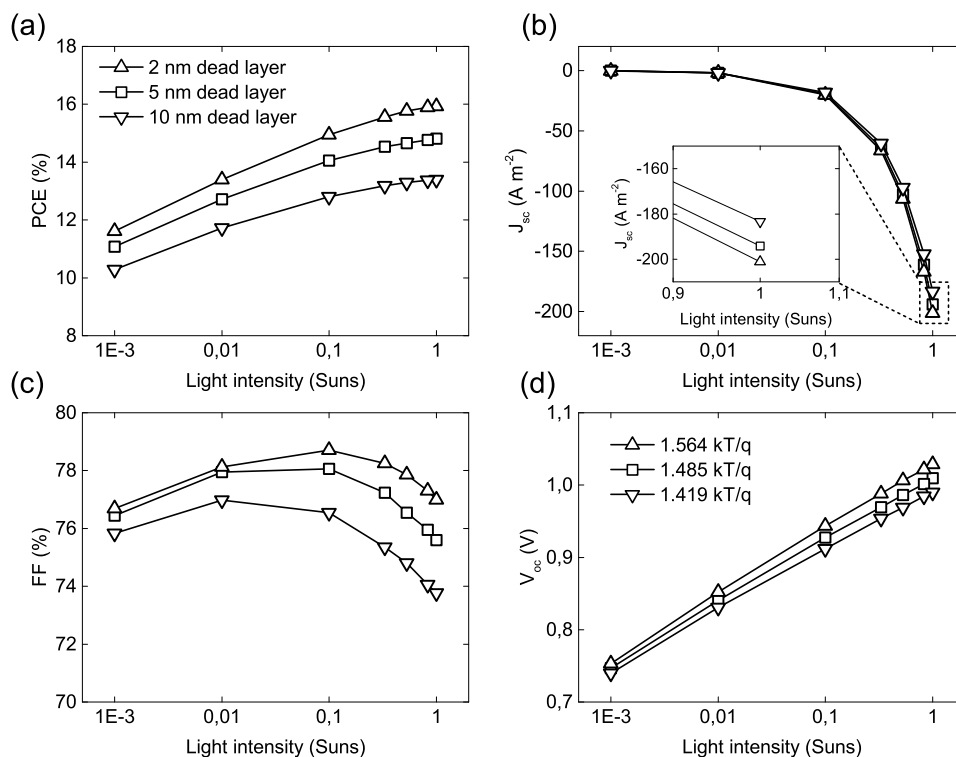 (a)
18
16
14
12
10
8
PCE (%)
2 nm dead layer
5 nm dead layer
10 nm dead layer
1E-3 0,01 0,1 1
Light intensity (Suns)
(b)
0
-50
-100
-150
-200
Jsc (A m-2)
-160
-180
-200
Jsc (A m-2)
0,9 1 1,1
Light intensity (Suns)
1E-3 0,01 0,1 1
Light intensity (Suns)
(c)
80
78
76
74
72
70
FF (%)
1E-3 0,01 0,1 1
Light intensity (Suns)
(d)
1,1
1,0
0,9
0,8
0,7
Voc (V)
1.564 kT/q
1.485 kT/q
1.419 kT/q
1E-3 0,01 0,1 1
Light intensity (Suns)